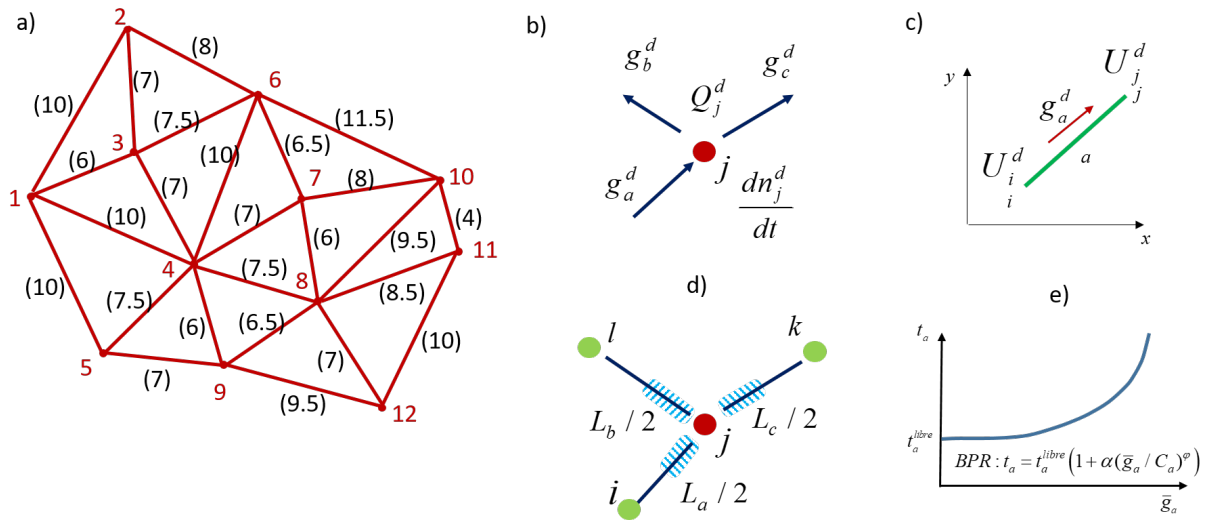 a)
2
(8)
6
(10)
(7)
(7.5)
(11.5)
3
(10)
(6.5)
(6)
7
(8)
10
1
(7)
(10)
(7)
(4)
(6)
(9.5)
11
4
(7.5)
8
(8.5)
(10)
(7.5)
(6)
(6.5)
(7)
(10)
5
(7)
9
(9.5)
12
b)
g_b^d
g_c^d
Q_j^d
g_a^d
j
dn_j^d
dt
c)
y
U_j^d
j
g_a^d
a
U_i^d
i
x
d)
l
k
L_b / 2
L_c / 2
j
L_a / 2
i
e)
t_a
t_a^{libre}
BPR : t_a = t_a^{libre} (1 + α(g̅_a / C_a)^φ)
g̅_a